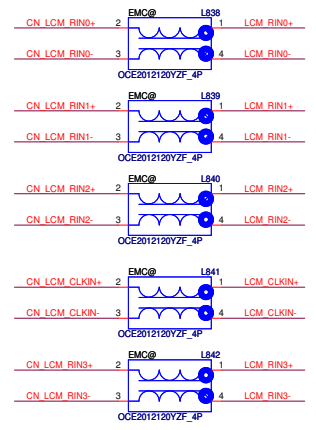 EMC@ L838
CN_LCM_RIN0+ 2 1 LCM_RIN0+
CN_LCM_RIN0- 3 4 LCM_RIN0-
OCE2012120YZF_4P
EMC@ L839
CN_LCM_RIN1+ 2 1 LCM_RIN1+
CN_LCM_RIN1- 3 4 LCM_RIN1-
OCE2012120YZF_4P
EMC@ L840
CN_LCM_RIN2+ 2 1 LCM_RIN2+
CN_LCM_RIN2- 3 4 LCM_RIN2-
OCE2012120YZF_4P
EMC@ L841
CN_LCM_CLKIN+ 2 1 LCM_CLKIN+
CN_LCM_CLKIN- 3 4 LCM_CLKIN-
OCE2012120YZF_4P
EMC@ L842
CN_LCM_RIN3+ 2 1 LCM_RIN3+
CN_LCM_RIN3- 3 4 LCM_RIN3-
OCE2012120YZF_4P